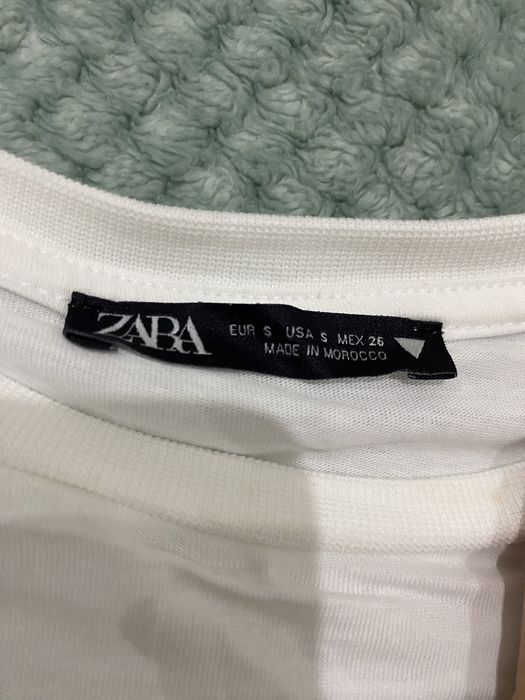 ZARA
EUR S USA S MEX 26
MADE IN MOROCCO